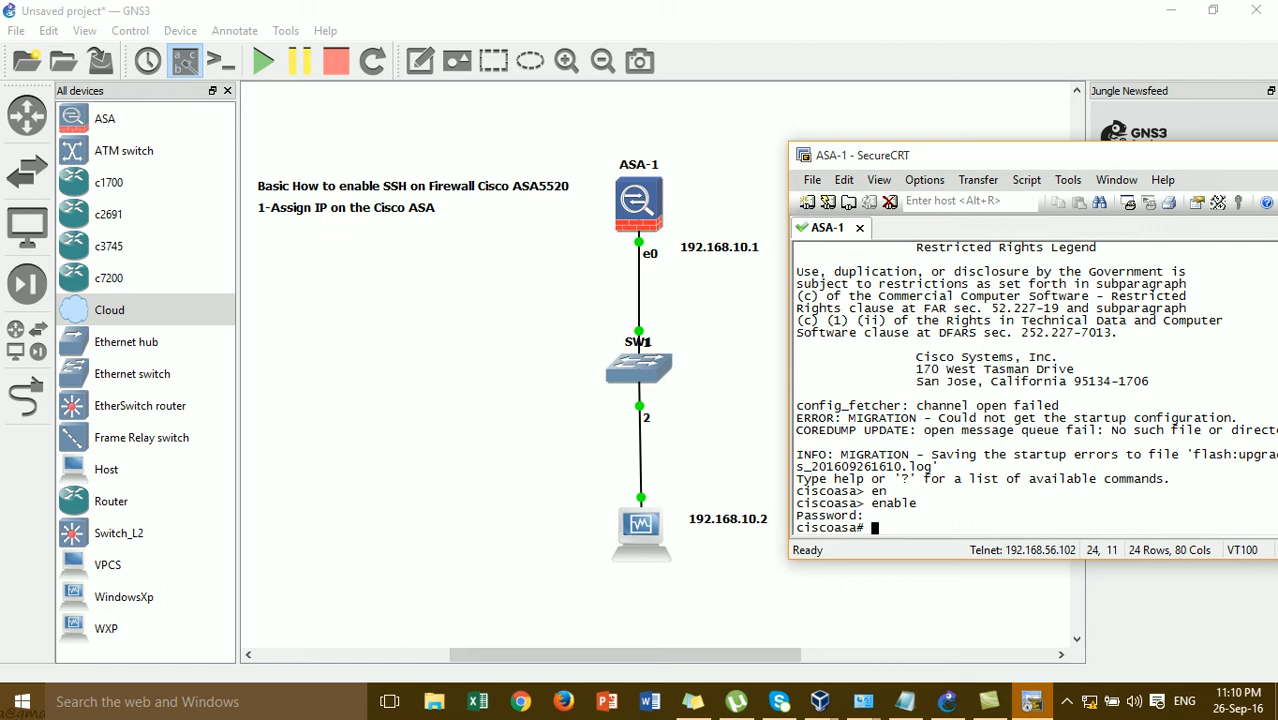 Unsaved project* — GNS3
File Edit View Control Device Annotate Tools Help
All devices
ASA
ATM switch
c1700
c2691
c3745
c7200
Cloud
Ethernet hub
Ethernet switch
EtherSwitch router
Frame Relay switch
Host
Router
Switch_L2
VPCS
WindowsXp
WXP
Basic How to enable SSH on Firewall Cisco ASA5520
1-Assign IP on the Cisco ASA
ASA-1
192.168.10.1
e0
SW1
1
2
192.168.10.2
Jungle Newsfeed
GNS3
ASA-1 - SecureCRT
File Edit View Options Transfer Script Tools Window Help
Enter host <Alt+R>
ASA-1
Restricted Rights Legend
Use, duplication, or disclosure by the Government is
subject to restrictions as set forth in subparagraph
(c) of the Commercial Computer Software - Restricted
Rights clause at FAR sec. 52.227-19 and subparagraph
(c) (1) (ii) of the Rights in Technical Data and Computer
Software clause at DFARS sec. 252.227-7013.
Cisco Systems, Inc.
170 West Tasman Drive
San Jose, California 95134-1706
config_fetcher: channel open failed
ERROR: MIGRATION - Could not get the startup configuration.
COREDUMP UPDATE: open message queue fail: No such file or directo
INFO: MIGRATION - Saving the startup errors to file 'flash:upgra
s_201609261610.log'
Type help or '?' for a list of available commands.
ciscoasa> en
ciscoasa> enable
Password:
ciscoasa#
Ready Telnet: 192.168.56.102 24, 11 24 Rows, 80 Cols VT100
Search the web and Windows
ENG
11:10 PM
26-Sep-16